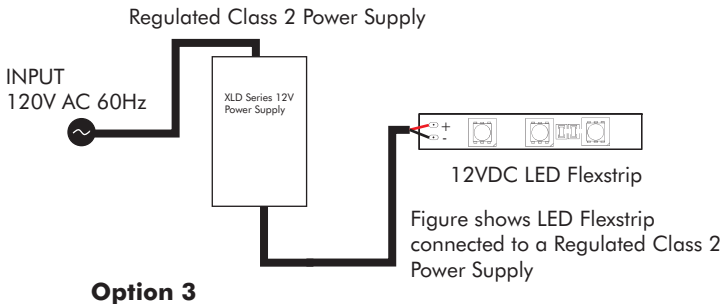 Regulated Class 2 Power Supply
INPUT
120V AC 60Hz
XLD Series 12V
Power Supply
+
-
12VDC LED Flexstrip
Figure shows LED Flexstrip
connected to a Regulated Class 2
Power Supply
Option 3